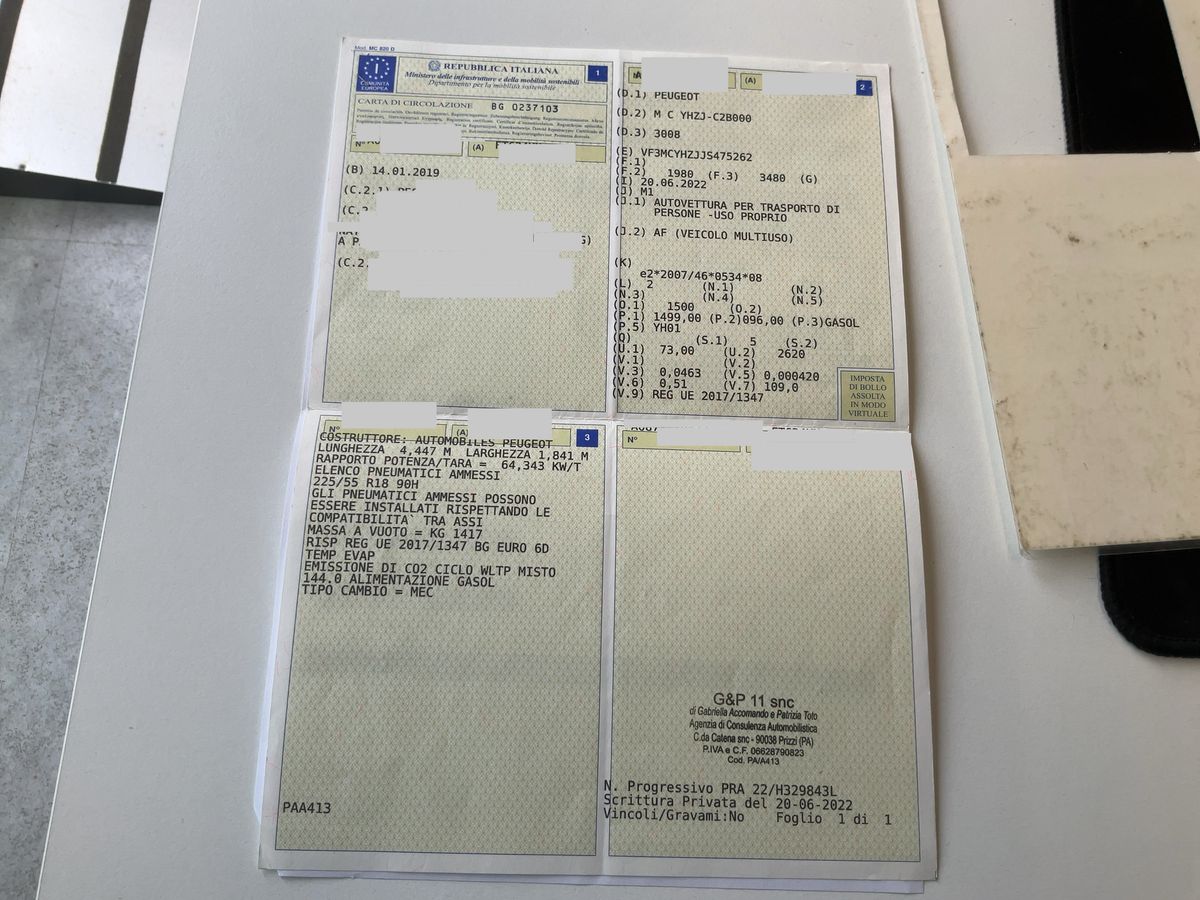 Mod. MC 820 D
COMUNITÀ EUROPEA
I
REPUBBLICA ITALIANA
1
Ministero delle infrastrutture e della mobilità sostenibili
Dipartimento per la mobilità sostenibile
CARTA DI CIRCOLAZIONE BG 0237103
N° (A)
(B) 14.01.2019
(C.2.1)
(C.2
A P G)
(C.2.
(A) 2
(D.1) PEUGEOT
(D.2) M C YHZJ-C2B000
(D.3) 3008
(E) VF3MCYHZJJS475262
(F.1)
(F.2) 1980 (F.3) 3480 (G)
(I) 20.06.2022
(J) M1
(J.1) AUTOVETTURA PER TRASPORTO DI
PERSONE -USO PROPRIO
(J.2) AF (VEICOLO MULTIUSO)
(K)
e2*2007/46*0534*08
(L) 2 (N.1) (N.2)
(N.3) (N.4) (N.5)
(O.1) 1500 (O.2)
(P.1) 1499,00 (P.2)096,00 (P.3)GASOL
(P.5) YH01
(Q) (S.1) 5 (S.2)
(U.1) 73,00 (U.2) 2620
(V.1) (V.2)
(V.3) 0,0463 (V.5) 0,000420
(V.6) 0,51 (V.7) 109,0
(V.9) REG UE 2017/1347
IMPOSTA
DI BOLLO
ASSOLTA
IN MODO
VIRTUALE
N° (A) 3
COSTRUTTORE: AUTOMOBILES PEUGEOT
LUNGHEZZA 4,447 M LARGHEZZA 1,841 M
RAPPORTO POTENZA/TARA = 64,343 KW/T
ELENCO PNEUMATICI AMMESSI
225/55 R18 90H
GLI PNEUMATICI AMMESSI POSSONO
ESSERE INSTALLATI RISPETTANDO LE
COMPATIBILITA` TRA ASSI
MASSA A VUOTO = KG 1417
RISP REG UE 2017/1347 BG EURO 6D
TEMP EVAP
EMISSIONE DI CO2 CICLO WLTP MISTO
144.0 ALIMENTAZIONE GASOL
TIPO CAMBIO = MEC
PAA413
N°
G&P 11 snc
di Gabriella Accomando e Patrizia Toto
Agenzia di Consulenza Automobilistica
C.da Catena snc - 90038 Prizzi (PA)
P.IVA e C.F. 06628790823
Cod. PA/A413
N. Progressivo PRA 22/H329843L
Scrittura Privata del 20-06-2022
Vincoli/Gravami:No Foglio 1 di 1